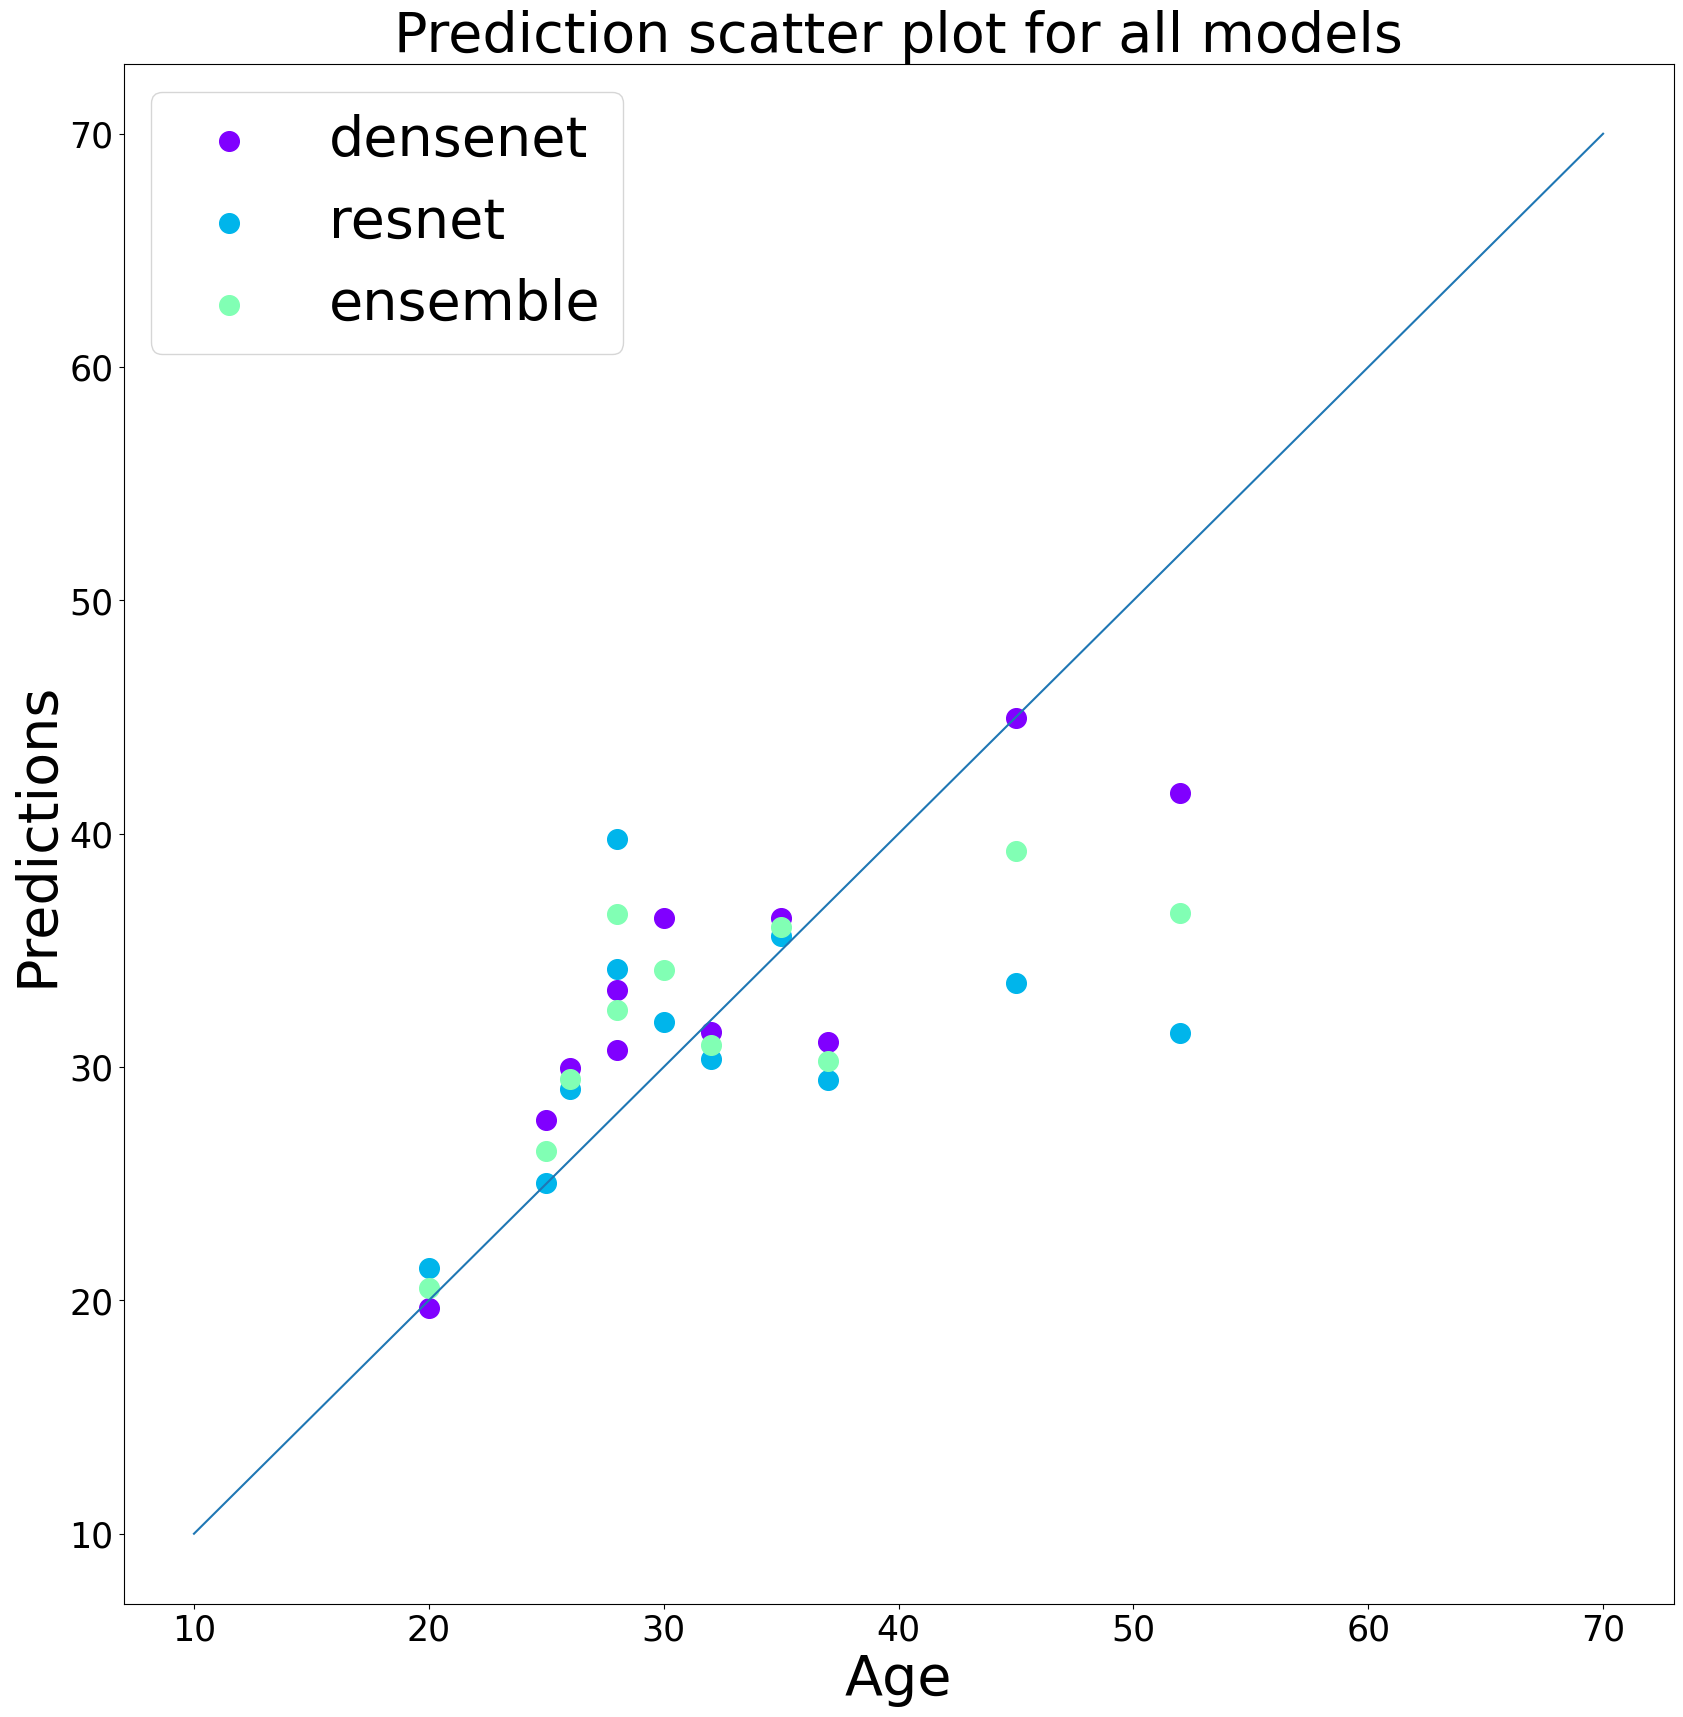 Prediction scatter plot for all models
densenet
resnet
ensemble
70
60
50
40
30
20
10
Predictions
10 20 30 40 50 60 70
Age